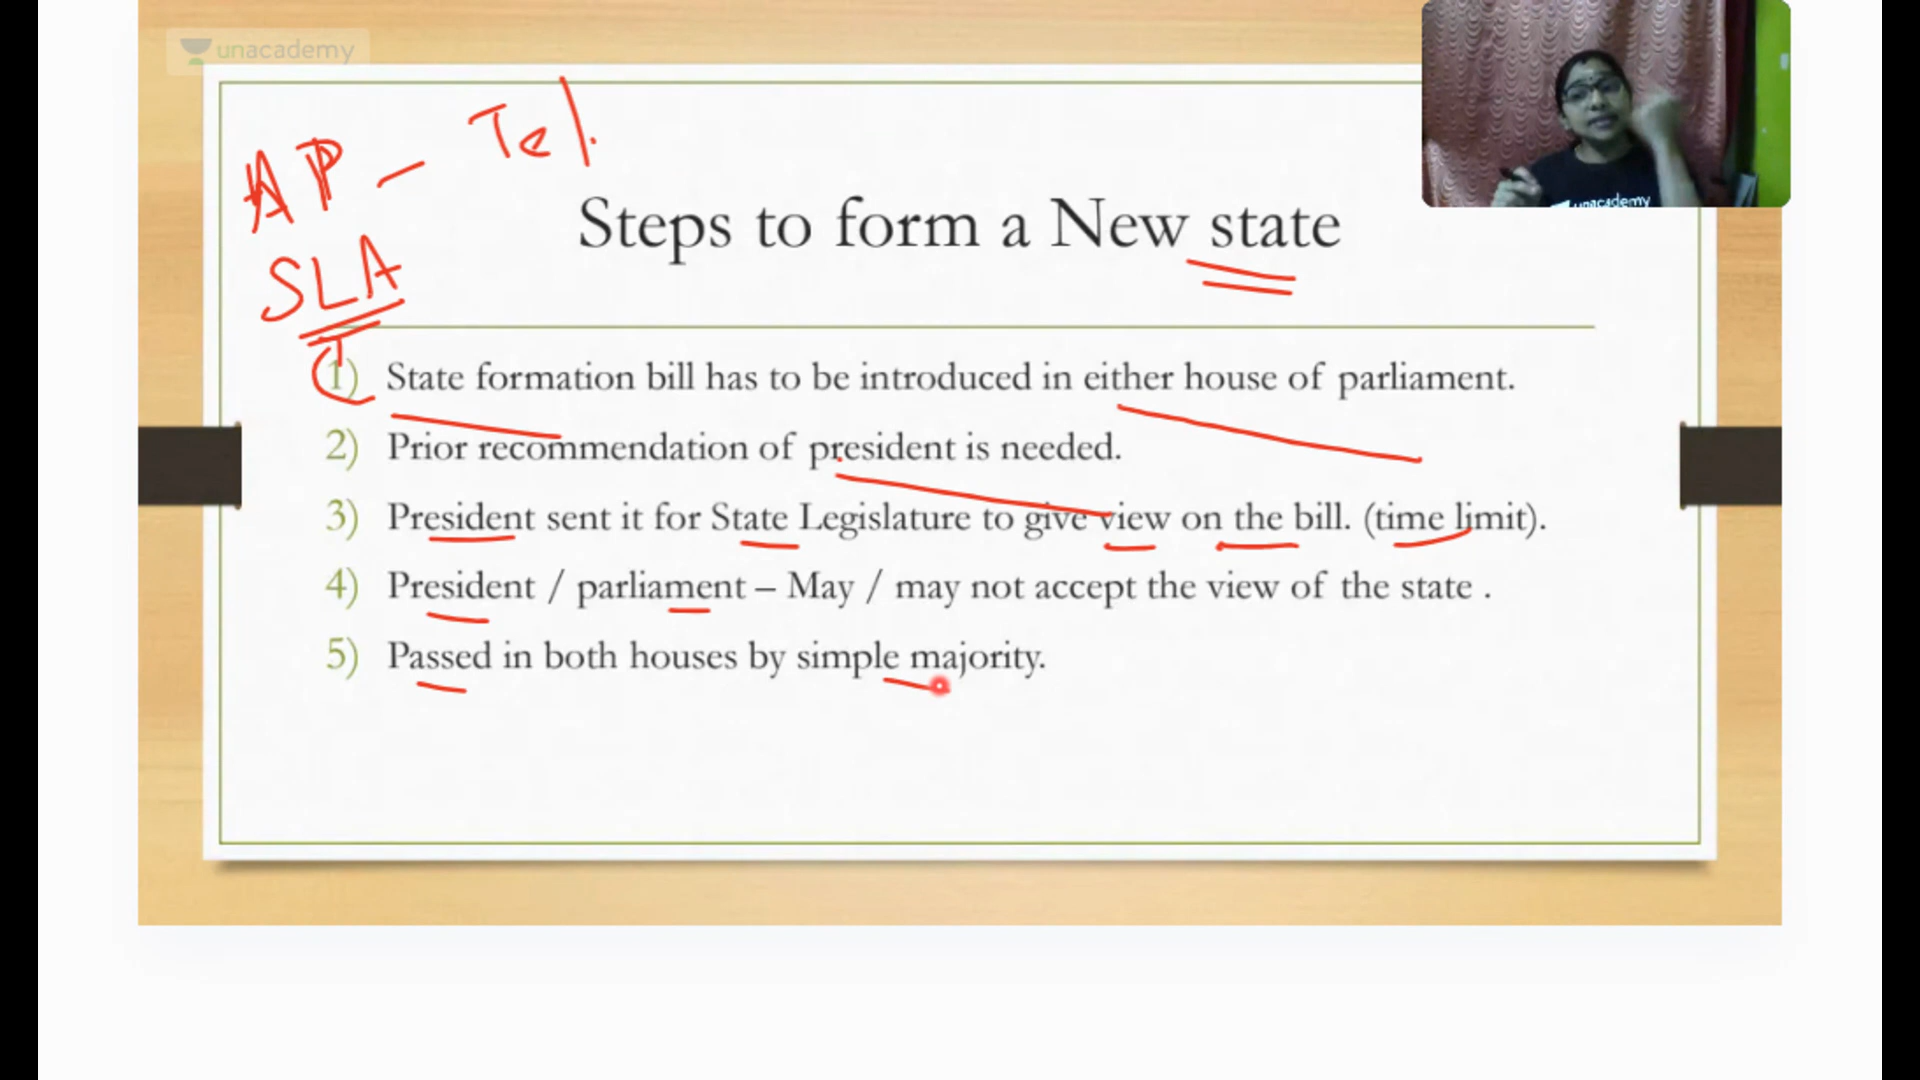 unacademy
AP - Tel.
SLA
Steps to form a New state
1) State formation bill has to be introduced in either house of parliament.
2) Prior recommendation of president is needed.
3) President sent it for State Legislature to give view on the bill. (time limit).
4) President / parliament – May / may not accept the view of the state .
5) Passed in both houses by simple majority.
unacademy